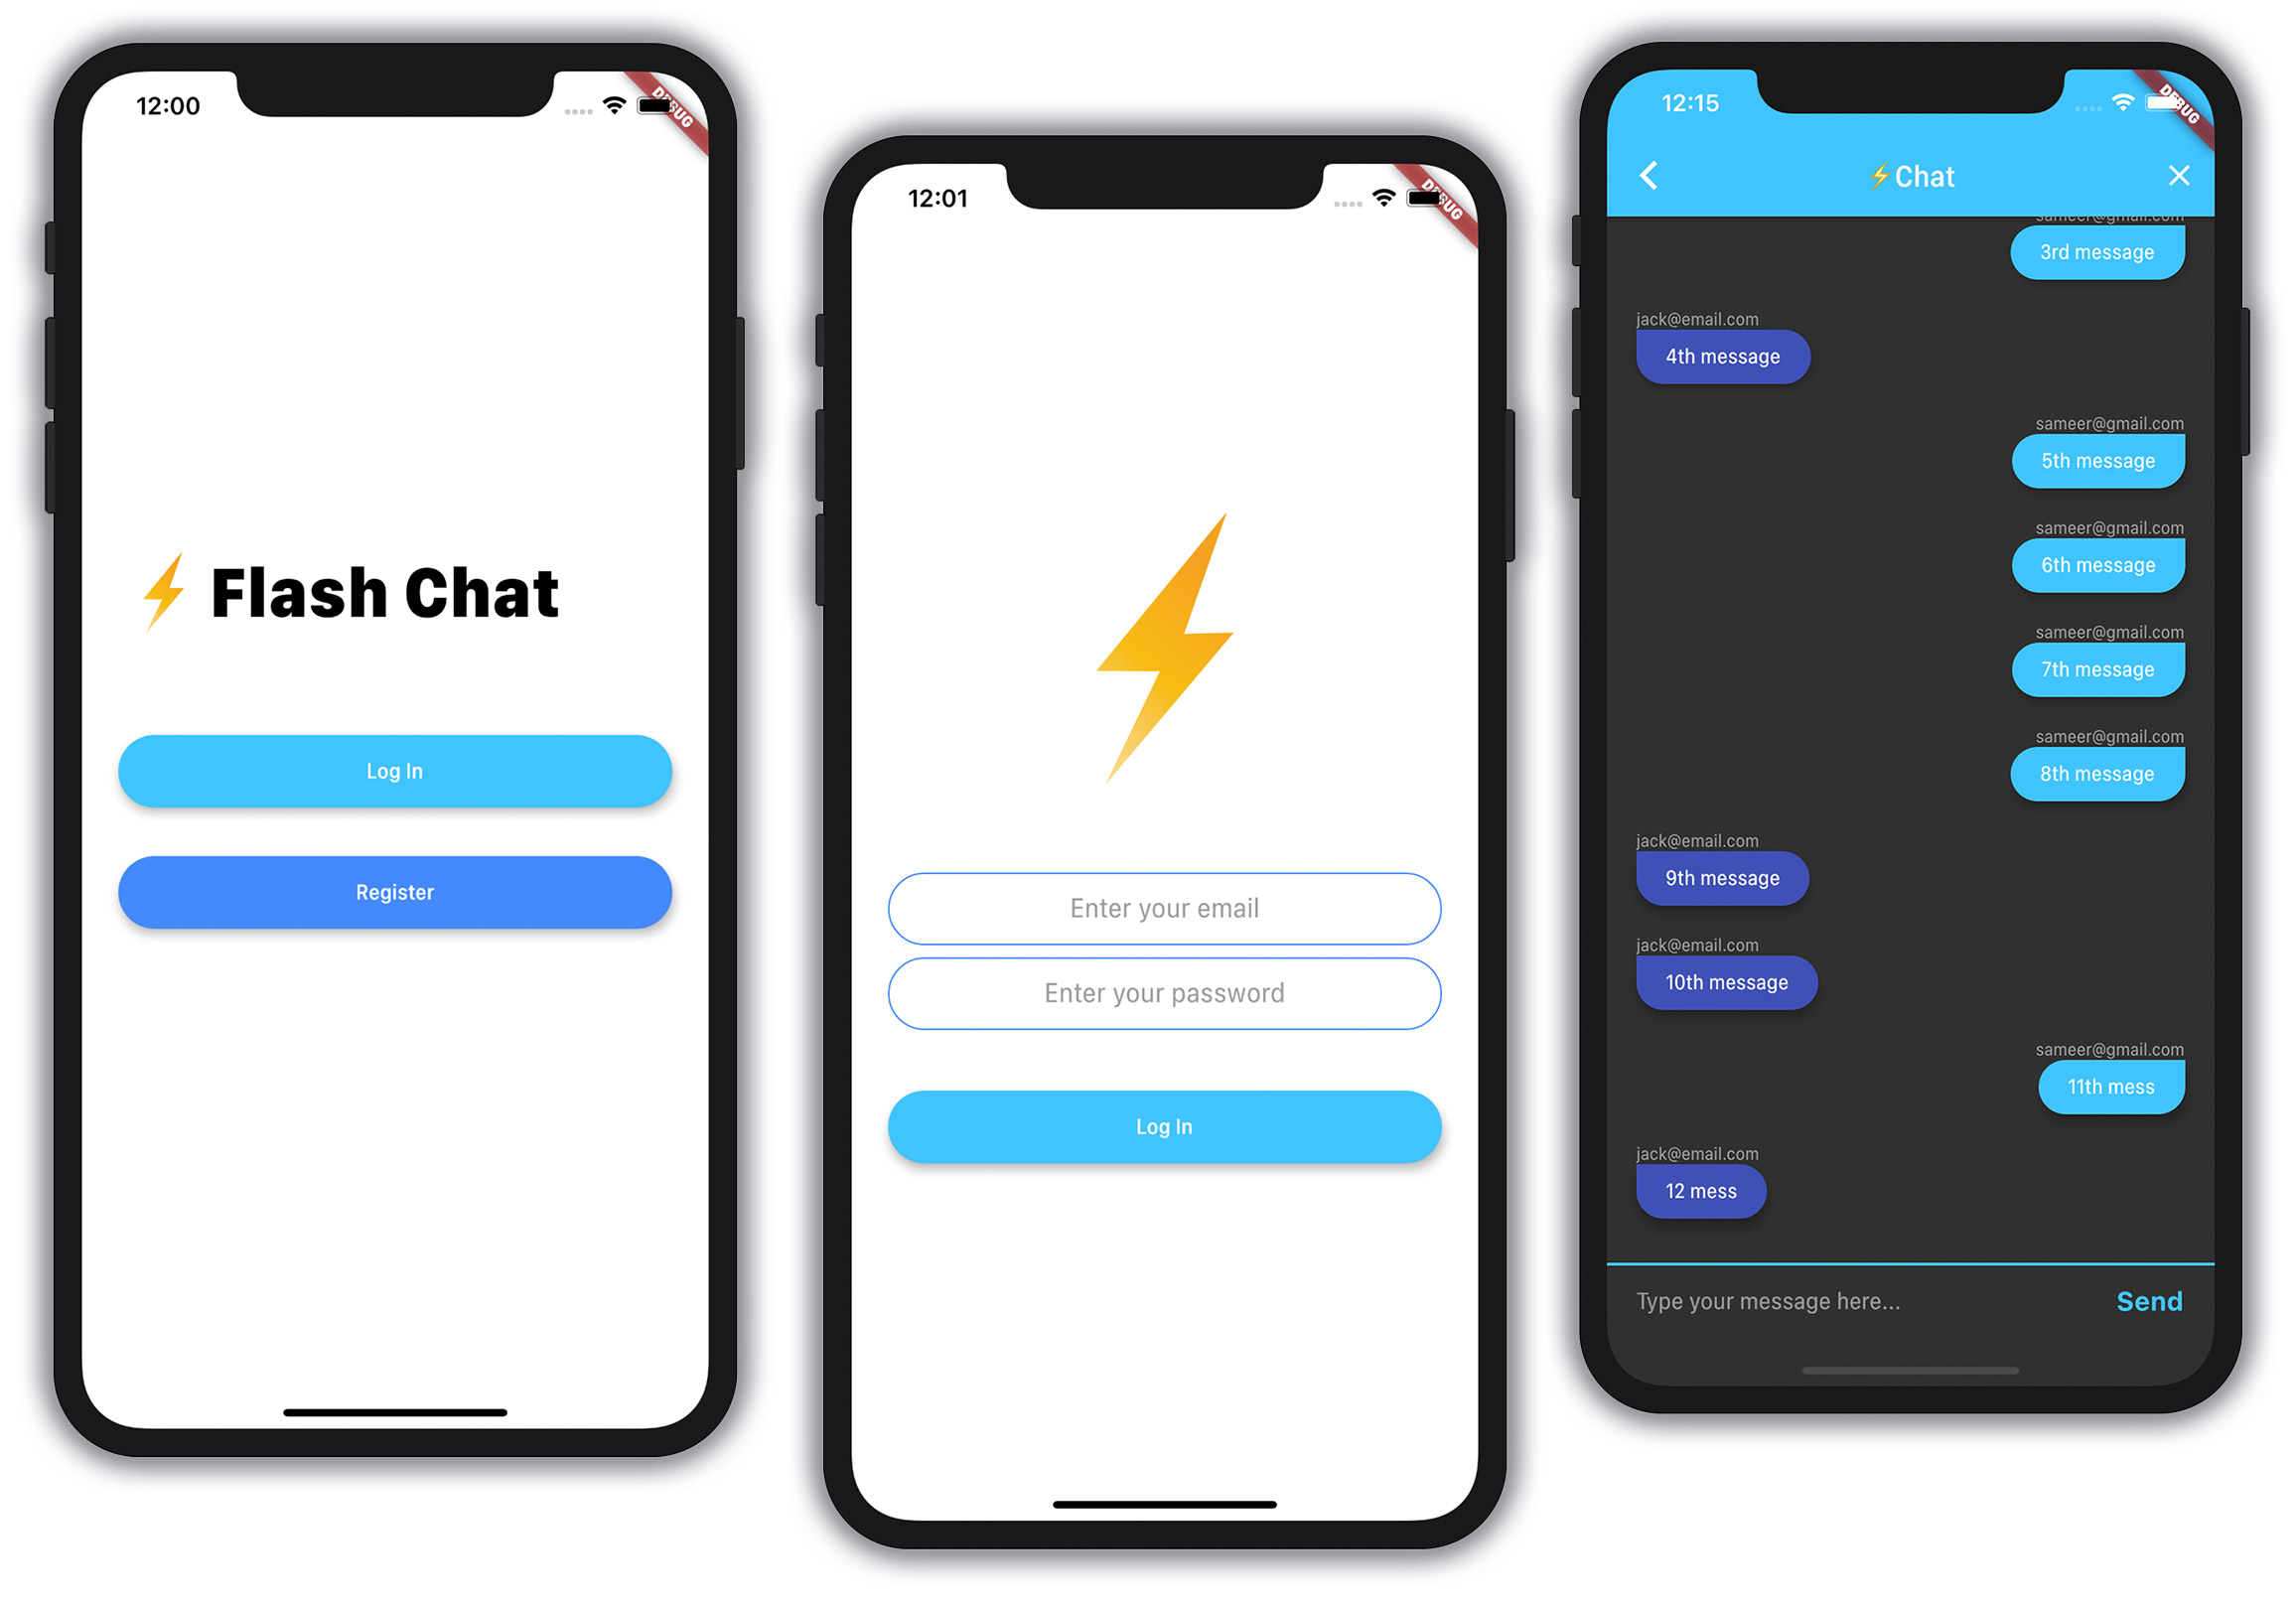 12:00
DEBUG
Flash Chat
Log In
Register
12:01
DEBUG
Enter your email
Enter your password
Log In
12:15
DEBUG
Chat
sameer@gmail.com
3rd message
jack@email.com
4th message
sameer@gmail.com
5th message
sameer@gmail.com
6th message
sameer@gmail.com
7th message
sameer@gmail.com
8th message
jack@email.com
9th message
jack@email.com
10th message
sameer@gmail.com
11th mess
jack@email.com
12 mess
Type your message here...
Send